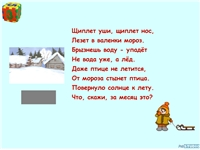 Щиплет уши, щиплет нос,
Лезет в валенки мороз.
Брызнешь воду - упадёт
Не вода уже, а лёд.
Даже птице не летится,
От мороза стынет птица.
Повернуло солнце к лету.
Что, скажи, за месяц это?